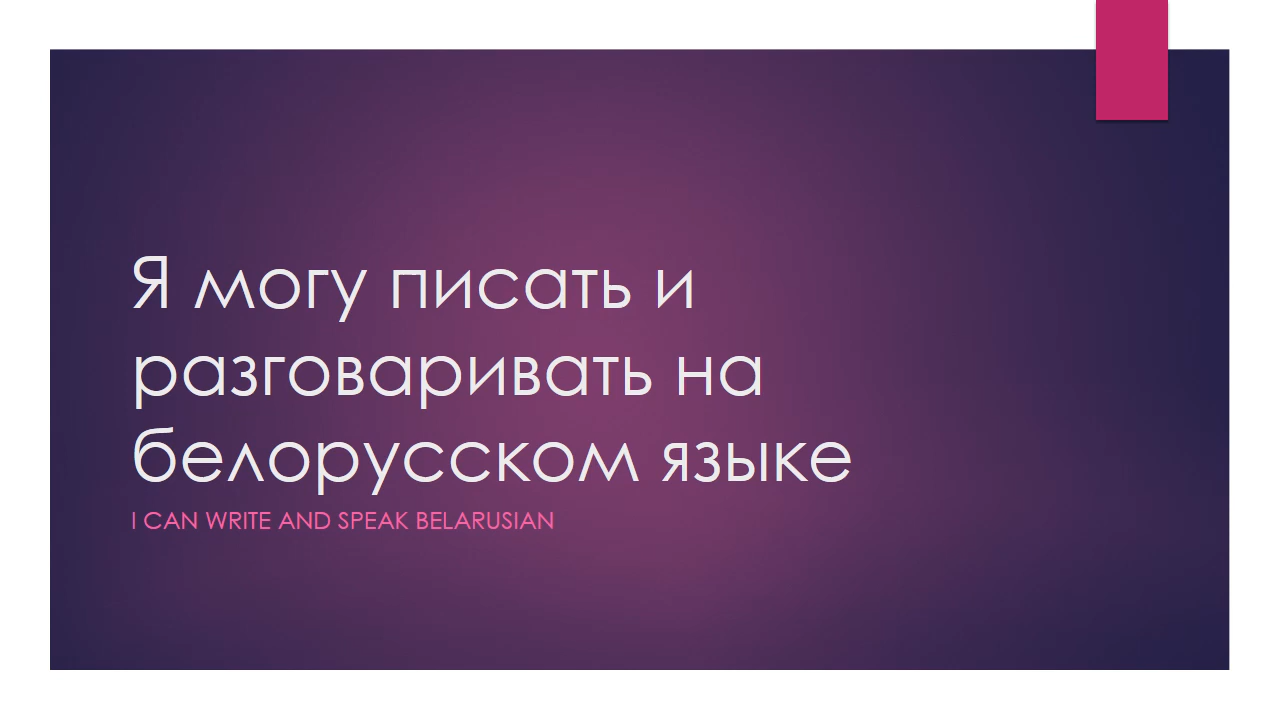 Я могу писать и
разговаривать на
белорусском языке
I CAN WRITE AND SPEAK BELARUSIAN